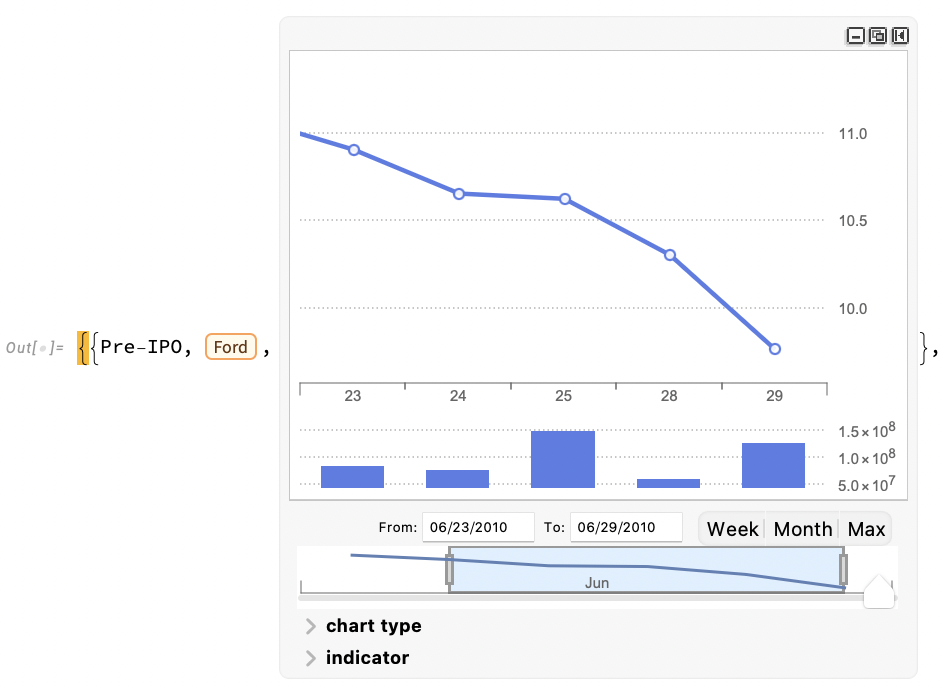 11.0
10.5
10.0
Out[ ]= {{Pre-IPO, Ford , },
23 24 25 28 29
1.5×10⁸
1.0×10⁸
5.0×10⁷
From: 06/23/2010 To: 06/29/2010 Week Month Max
Jun
chart type
indicator